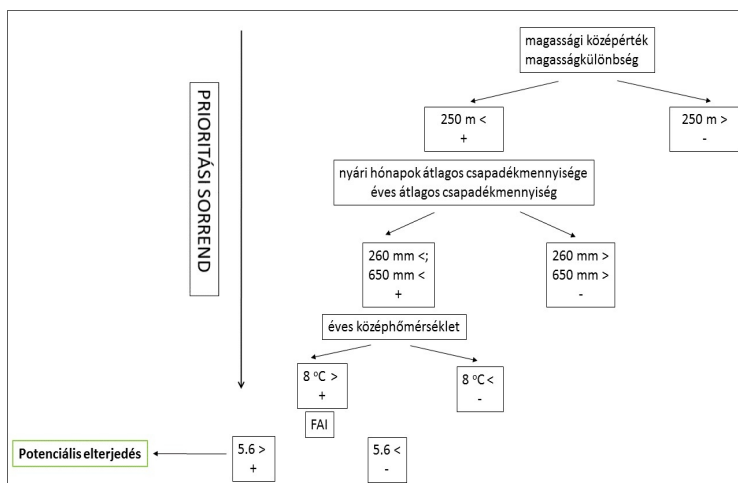 magassági középérték
magasságkülönbség
PRIORITÁSI SORREND
250 m <
+
250 m >
-
nyári hónapok átlagos csapadékmennyisége
éves átlagos csapadékmennyiség
260 mm <;
650 mm <
+
260 mm >
650 mm >
-
éves középhőmérséklet
8 °C >
+
8 °C <
-
FAI
Potenciális elterjedés
5.6 >
+
5.6 <
-